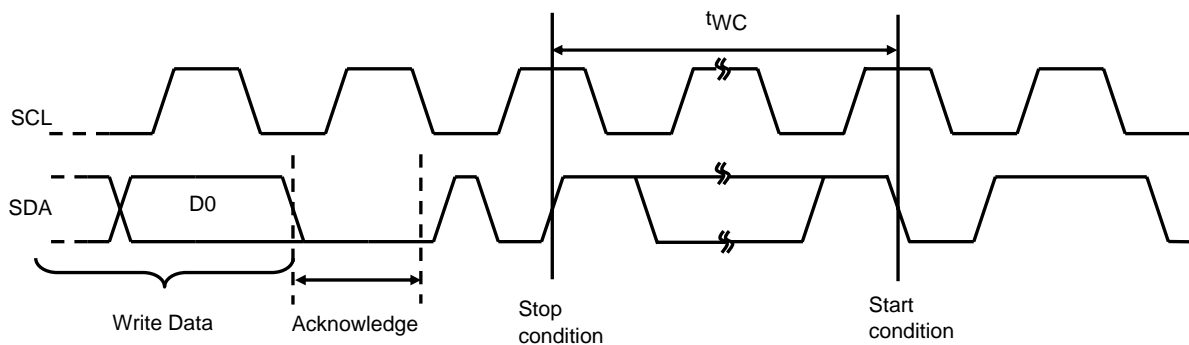 tWC
SCL
SDA
D0
Write Data
Acknowledge
Stop
condition
Start
condition